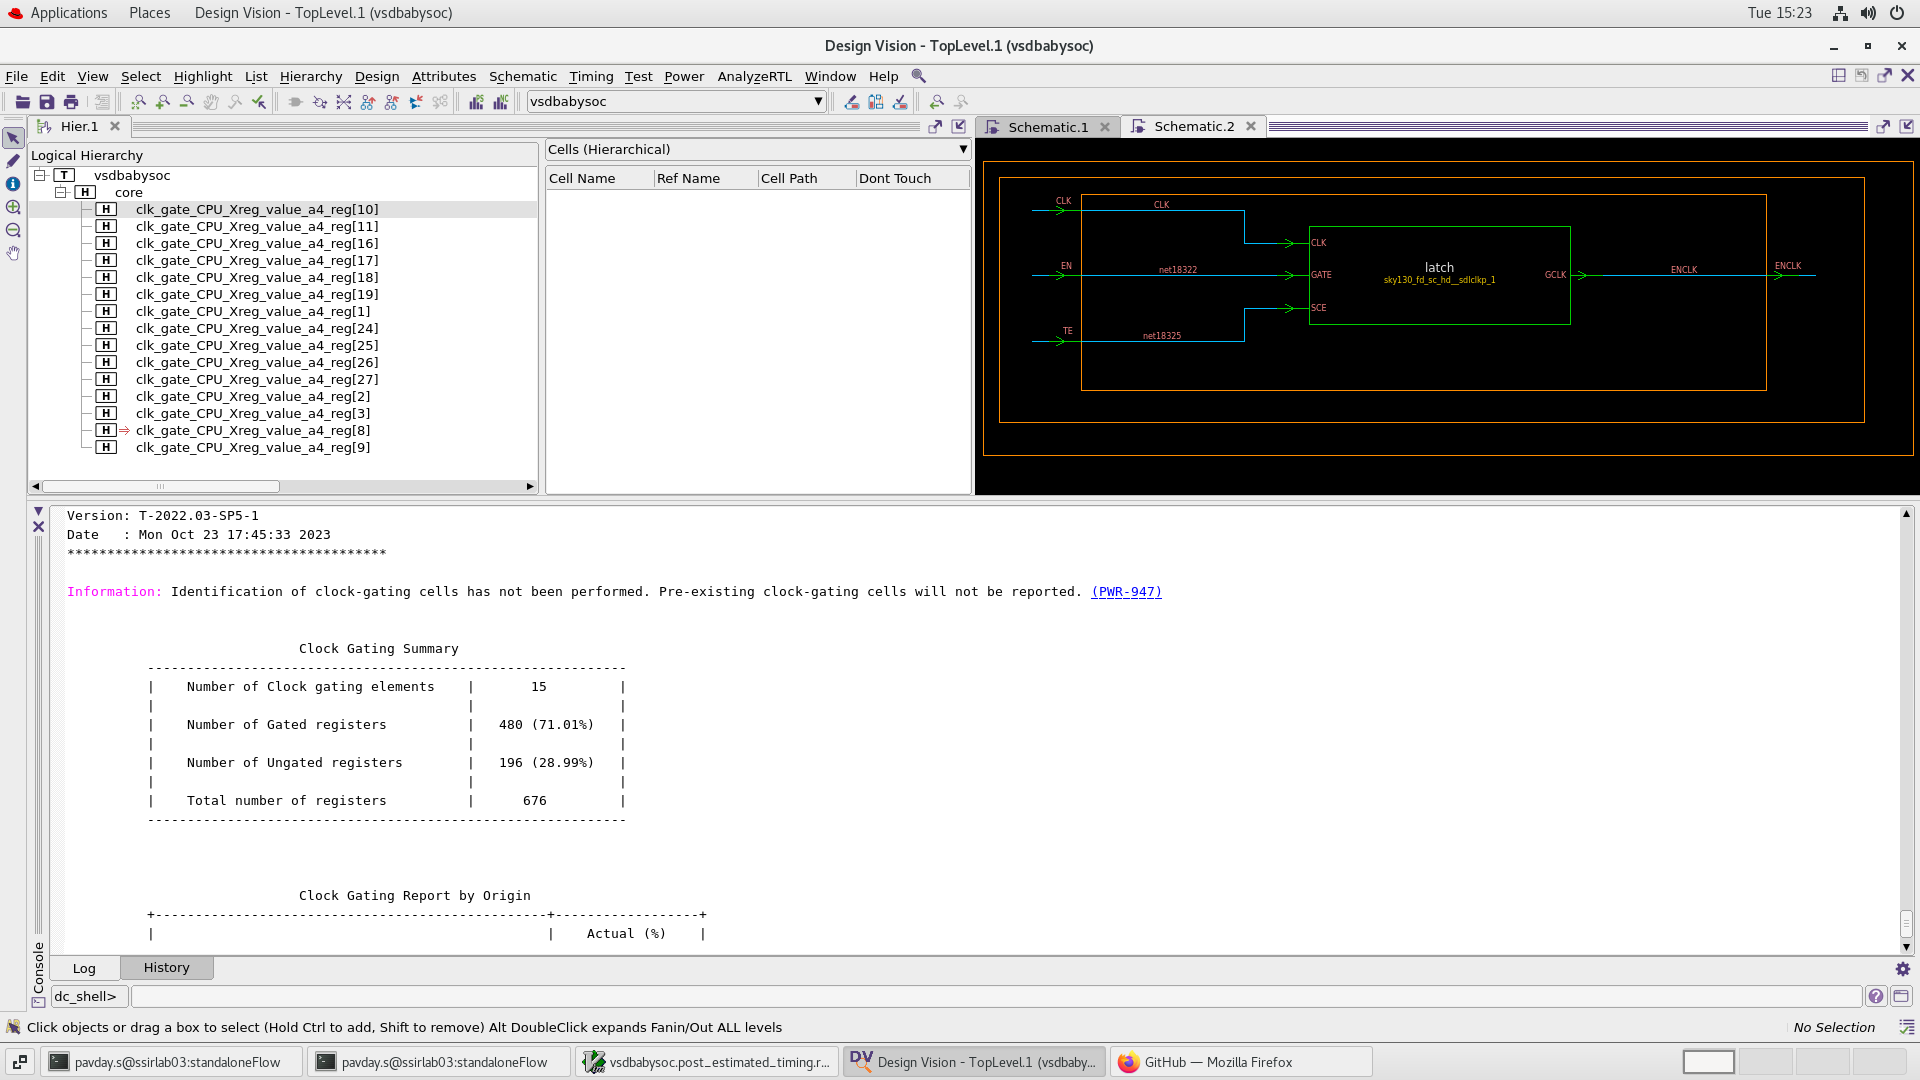 Applications Places Design Vision - TopLevel.1 (vsdbabysoc) Tue 15:23
Design Vision - TopLevel.1 (vsdbabysoc)
File Edit View Select Highlight List Hierarchy Design Attributes Schematic Timing Test Power AnalyzeRTL Window Help
vsdbabysoc
Hier.1
Logical Hierarchy
T vsdbabysoc
H core
H clk_gate_CPU_Xreg_value_a4_reg[10]
H clk_gate_CPU_Xreg_value_a4_reg[11]
H clk_gate_CPU_Xreg_value_a4_reg[16]
H clk_gate_CPU_Xreg_value_a4_reg[17]
H clk_gate_CPU_Xreg_value_a4_reg[18]
H clk_gate_CPU_Xreg_value_a4_reg[19]
H clk_gate_CPU_Xreg_value_a4_reg[1]
H clk_gate_CPU_Xreg_value_a4_reg[24]
H clk_gate_CPU_Xreg_value_a4_reg[25]
H clk_gate_CPU_Xreg_value_a4_reg[26]
H clk_gate_CPU_Xreg_value_a4_reg[27]
H clk_gate_CPU_Xreg_value_a4_reg[2]
H clk_gate_CPU_Xreg_value_a4_reg[3]
H clk_gate_CPU_Xreg_value_a4_reg[8]
H clk_gate_CPU_Xreg_value_a4_reg[9]
Cells (Hierarchical)
Cell Name Ref Name Cell Path Dont Touch
Schematic.1 Schematic.2
CLK CLK
CLK
EN net18322 GATE latch GCLK ENCLK ENCLK
sky130_fd_sc_hd__sdlclkp_1
SCE
TE net18325
Version: T-2022.03-SP5-1
Date : Mon Oct 23 17:45:33 2023
****************************************
Information: Identification of clock-gating cells has not been performed. Pre-existing clock-gating cells will not be reported. (PWR-947)
Clock Gating Summary
------------------------------------------------------------
| Number of Clock gating elements | 15 |
| | |
| Number of Gated registers | 480 (71.01%) |
| | |
| Number of Ungated registers | 196 (28.99%) |
| | |
| Total number of registers | 676 |
------------------------------------------------------------
Clock Gating Report by Origin
+-------------------------------------------------+------------------+
| | Actual (%) |
Console
Log History
dc_shell>
Click objects or drag a box to select (Hold Ctrl to add, Shift to remove) Alt DoubleClick expands Fanin/Out ALL levels No Selection
pavday.s@ssirlab03:standaloneFlow pavday.s@ssirlab03:standaloneFlow vsdbabysoc.post_estimated_timing.r... DV Design Vision - TopLevel.1 (vsdbaby... GitHub — Mozilla Firefox